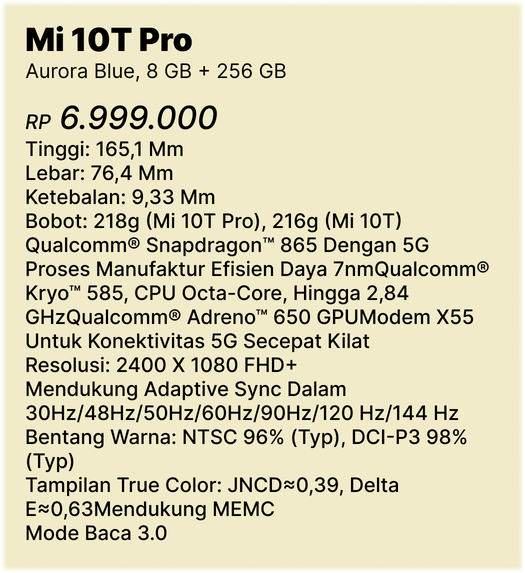 Mi 10T Pro
Aurora Blue, 8 GB + 256 GB
RP 6.999.000
Tinggi: 165,1 Mm
Lebar: 76,4 Mm
Ketebalan: 9,33 Mm
Bobot: 218g (Mi 10T Pro), 216g (Mi 10T)
Qualcomm® Snapdragon™ 865 Dengan 5G
Proses Manufaktur Efisien Daya 7nmQualcomm®
Kryo™ 585, CPU Octa-Core, Hingga 2,84
GHzQualcomm® Adreno™ 650 GPUModem X55
Untuk Konektivitas 5G Secepat Kilat
Resolusi: 2400 X 1080 FHD+
Mendukung Adaptive Sync Dalam
30Hz/48Hz/50Hz/60Hz/90Hz/120 Hz/144 Hz
Bentang Warna: NTSC 96% (Typ), DCI-P3 98%
(Typ)
Tampilan True Color: JNCD≈0,39, Delta
E≈0,63Mendukung MEMC
Mode Baca 3.0